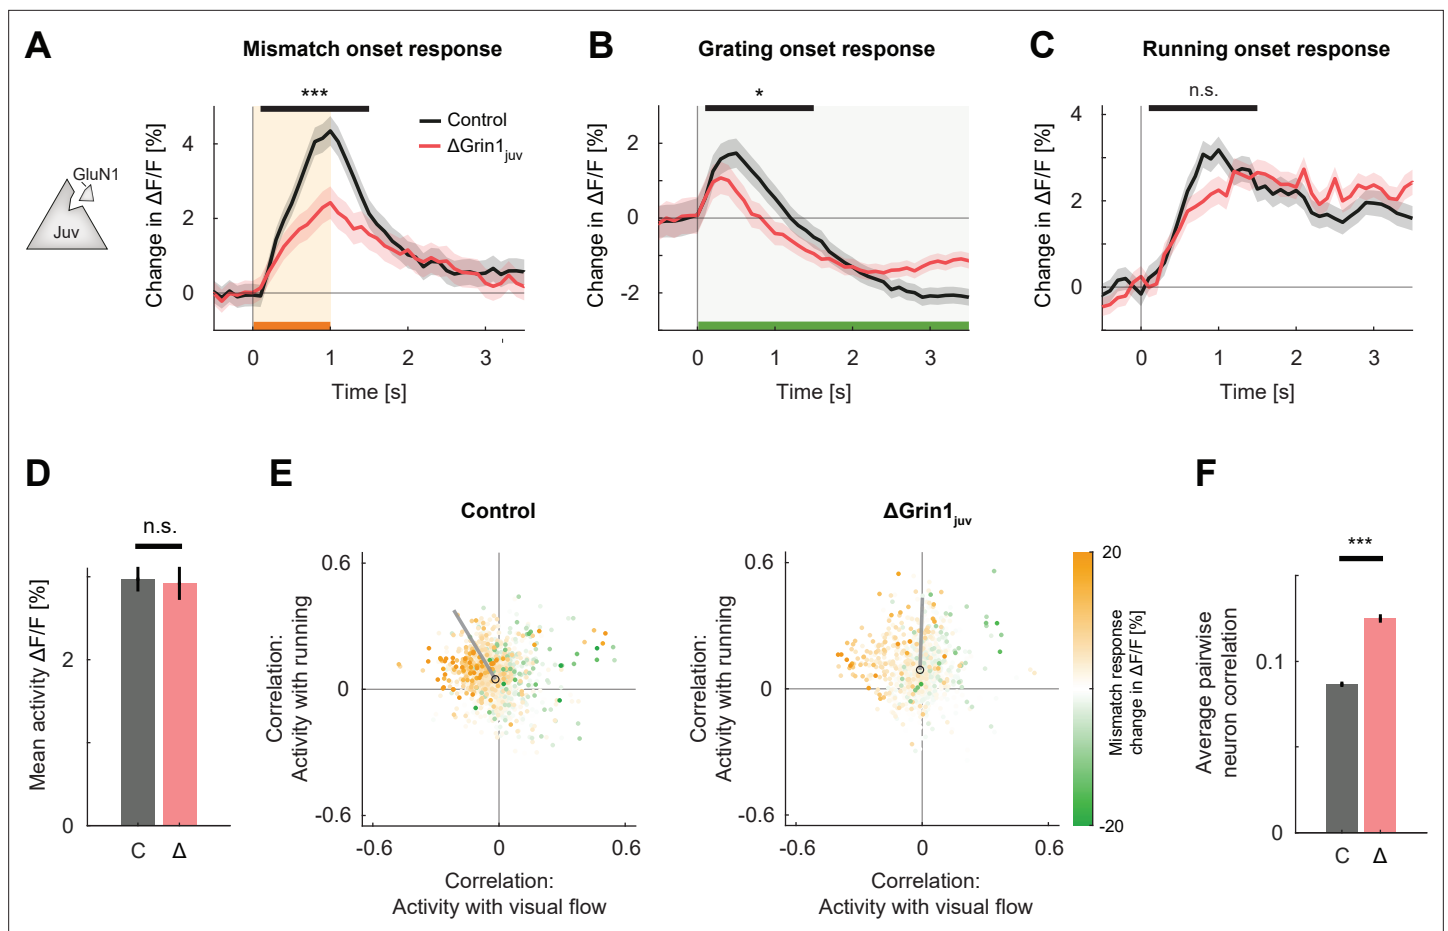 A
Mismatch onset response
***
Control
ΔGrin1juv
GluN1
Juv
Change in ΔF/F [%]
4
2
0
0
1
2
3
Time [s]
B
Grating onset response
*
Change in ΔF/F [%]
2
0
-2
0
1
2
3
Time [s]
C
Running onset response
n.s.
Change in ΔF/F [%]
4
2
0
0
1
2
3
Time [s]
D
n.s.
Mean activity ΔF/F [%]
2
0
C
Δ
E
Control
Correlation:
Activity with running
0.6
0
-0.6
-0.6
0
0.6
Correlation:
Activity with visual flow
ΔGrin1juv
Correlation:
Activity with running
0.6
0
-0.6
-0.6
0
0.6
Correlation:
Activity with visual flow
20
-20
Mismatch response
change in ΔF/F [%]
F
***
Average pairwise
neuron correlation
0.1
0
C
Δ